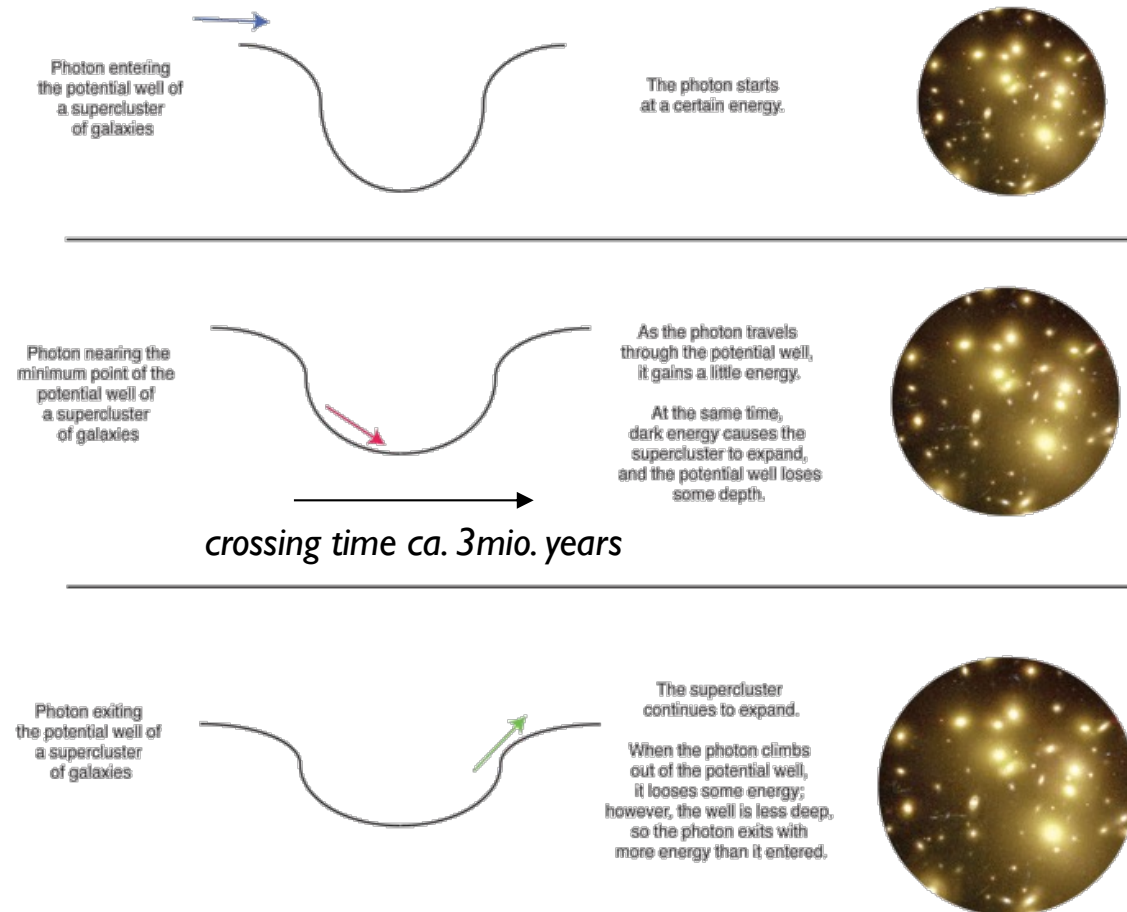 Photon entering
the potential well of
a supercluster
of galaxies
The photon starts
at a certain energy.
Photon nearing the
minimum point of the
potential well of
a supercluster
of galaxies
As the photon travels
through the potential well,
it gains a little energy.
At the same time,
dark energy causes the
supercluster to expand,
and the potential well loses
some depth.
crossing time ca. 3mio. years
Photon exiting
the potential well of
a supercluster
of galaxies
The supercluster
continues to expand.
When the photon climbs
out of the potential well,
it looses some energy;
however, the well is less deep,
so the photon exits with
more energy than it entered.